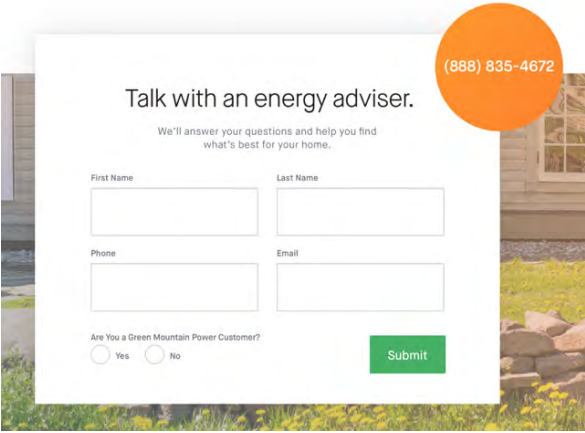 (888) 835-4672
Talk with an energy adviser.
We'll answer your questions and help you find
what's best for your home.
First Name
Last Name
Phone
Email
Are You a Green Mountain Power Customer?
Yes
No
Submit